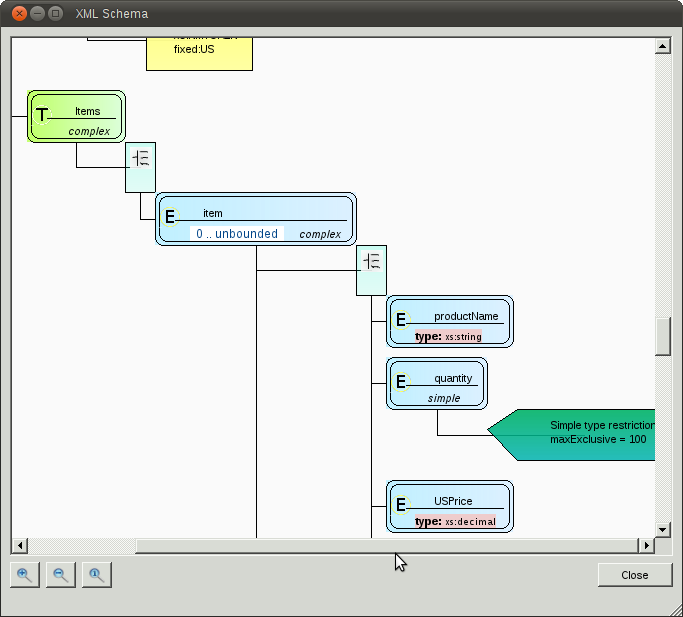 XML Schema
fixed:US
T Items
complex
E item
0 .. unbounded complex
E productName
type: xs:string
E quantity
simple
Simple type restriction
maxExclusive = 100
E USPrice
type: xs:decimal
Close